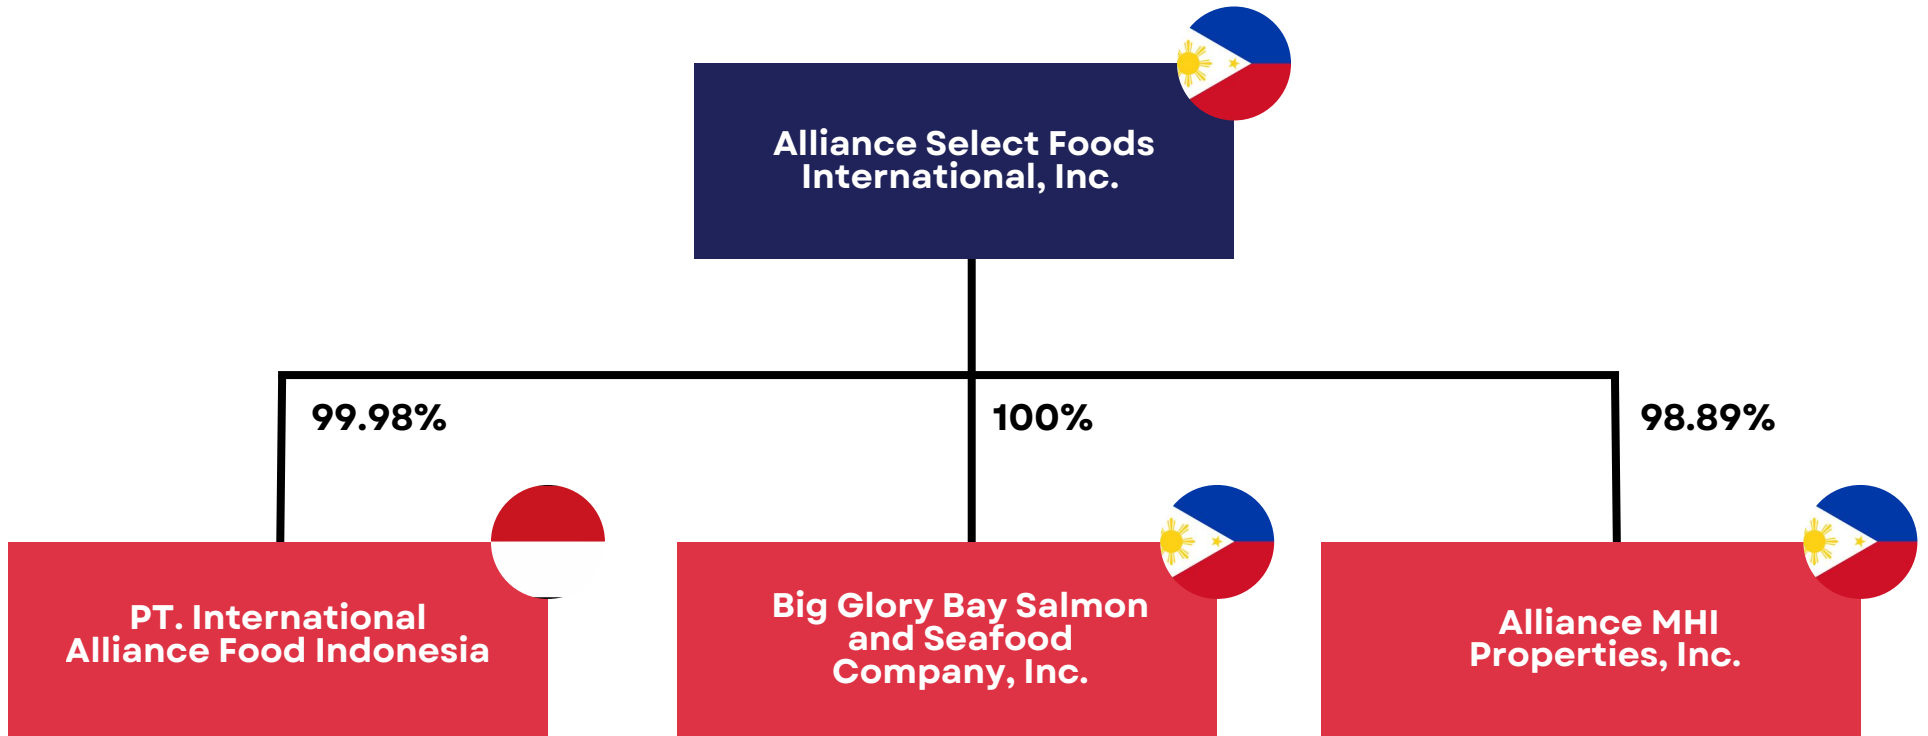 Alliance Select Foods
International, Inc.
99.98%
100%
98.89%
PT. International
Alliance Food Indonesia
Big Glory Bay Salmon
and Seafood
Company, Inc.
Alliance MHI
Properties, Inc.